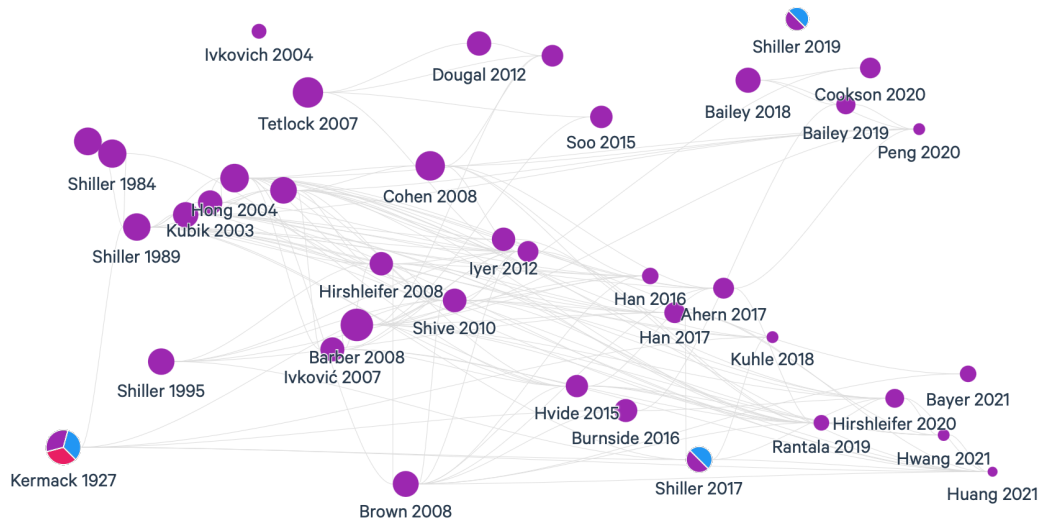 Ivkovich 2004
Shiller 2019
Dougal 2012
Cookson 2020
Bailey 2018
Tetlock 2007
Bailey 2019
Soo 2015
Peng 2020
Shiller 1984
Cohen 2008
Hong 2004
Kubik 2003
Shiller 1989
Iyer 2012
Hirshleifer 2008
Han 2016
Ahern 2017
Shive 2010
Han 2017
Barber 2008
Kuhle 2018
Ivković 2007
Shiller 1995
Bayer 2021
Hvide 2015
Hirshleifer 2020
Burnside 2016
Rantala 2019
Hwang 2021
Kermack 1927
Shiller 2017
Huang 2021
Brown 2008